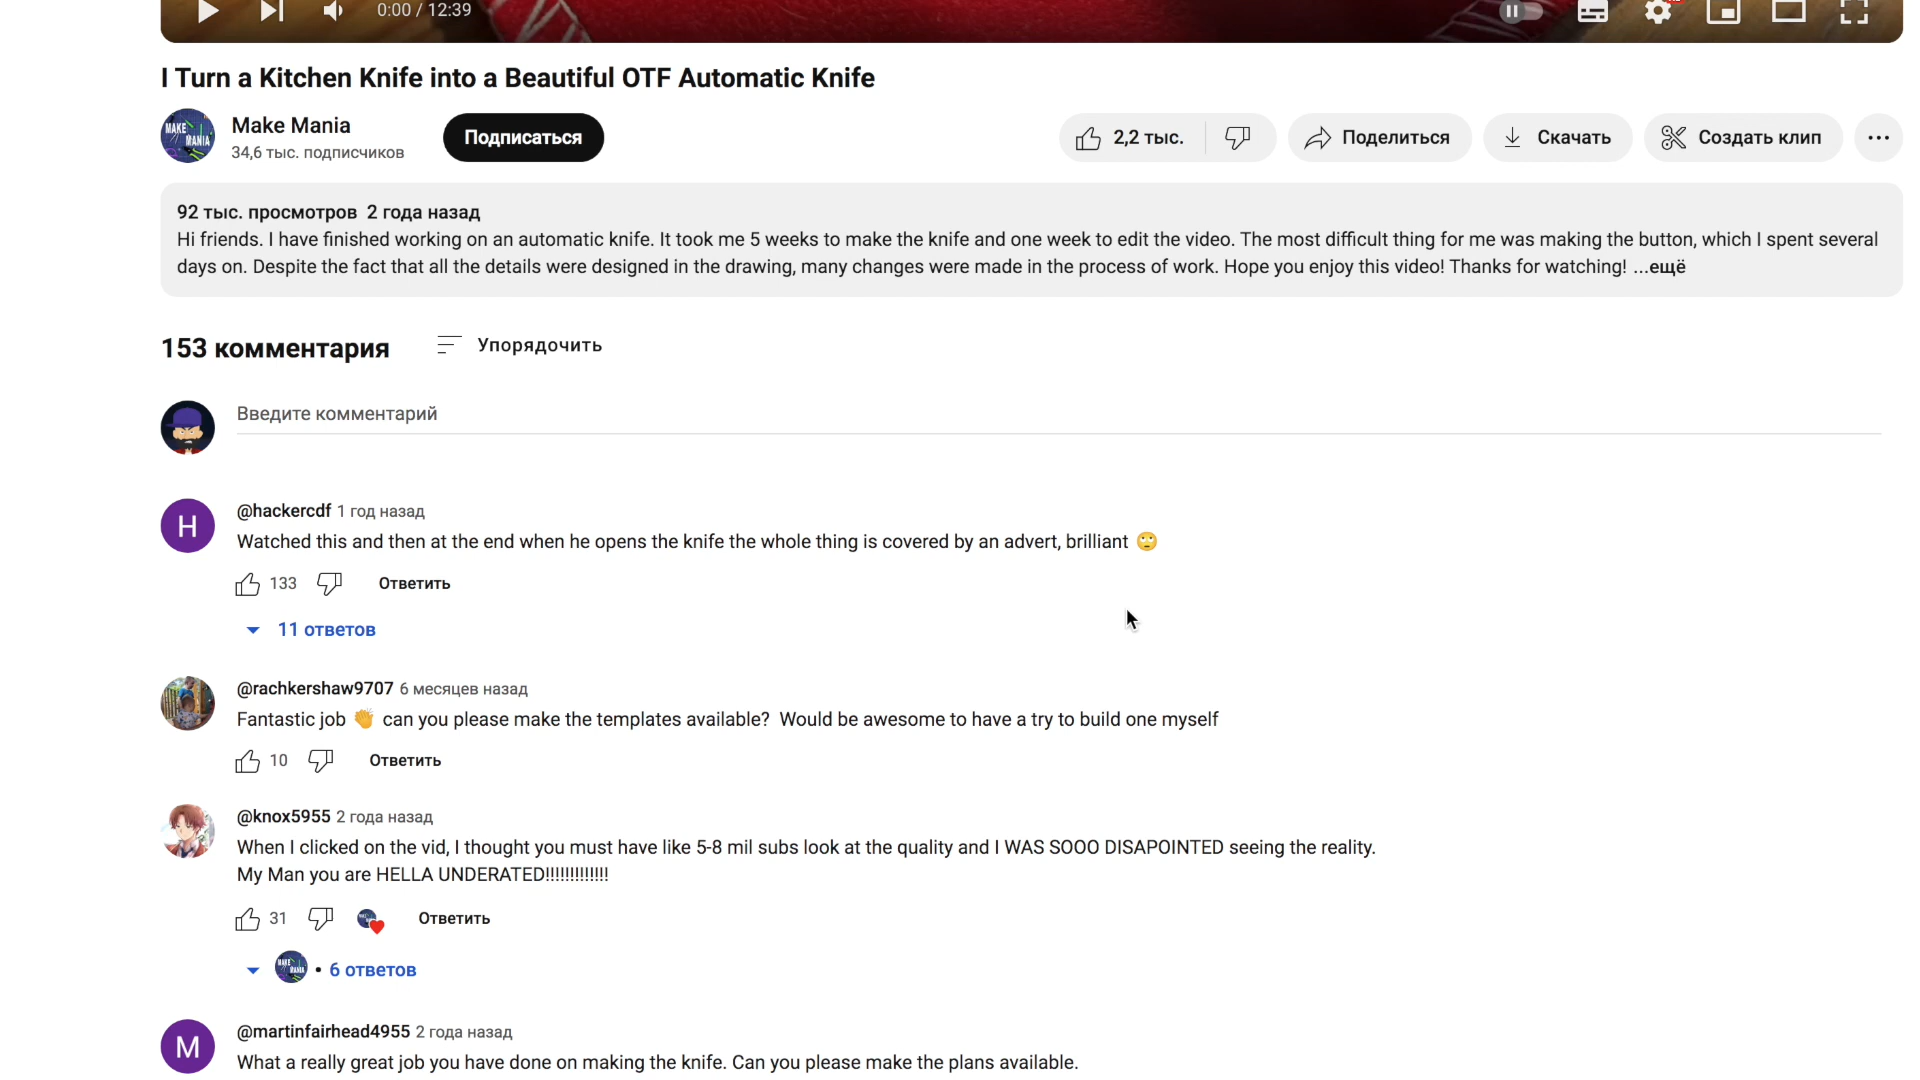 0:00 / 12:39
I Turn a Kitchen Knife into a Beautiful OTF Automatic Knife
MAKE MANIA
Make Mania
34,6 тыс. подписчиков
Подписаться
2,2 тыс.
Поделиться
Скачать
Создать клип
92 тыс. просмотров 2 года назад
Hi friends. I have finished working on an automatic knife. It took me 5 weeks to make the knife and one week to edit the video. The most difficult thing for me was making the button, which I spent several
days on. Despite the fact that all the details were designed in the drawing, many changes were made in the process of work. Hope you enjoy this video! Thanks for watching! ...ещё
153 комментария
Упорядочить
Введите комментарий
H
@hackercdf 1 год назад
Watched this and then at the end when he opens the knife the whole thing is covered by an advert, brilliant 🙄
133
Ответить
11 ответов
@rachkershaw9707 6 месяцев назад
Fantastic job 👏 can you please make the templates available? Would be awesome to have a try to build one myself
10
Ответить
@knox5955 2 года назад
When I clicked on the vid, I thought you must have like 5-8 mil subs look at the quality and I WAS SOOO DISAPOINTED seeing the reality.
My Man you are HELLA UNDERATED!!!!!!!!!!!!!
31
Ответить
MAKE MANIA
• 6 ответов
M
@martinfairhead4955 2 года назад
What a really great job you have done on making the knife. Can you please make the plans available.